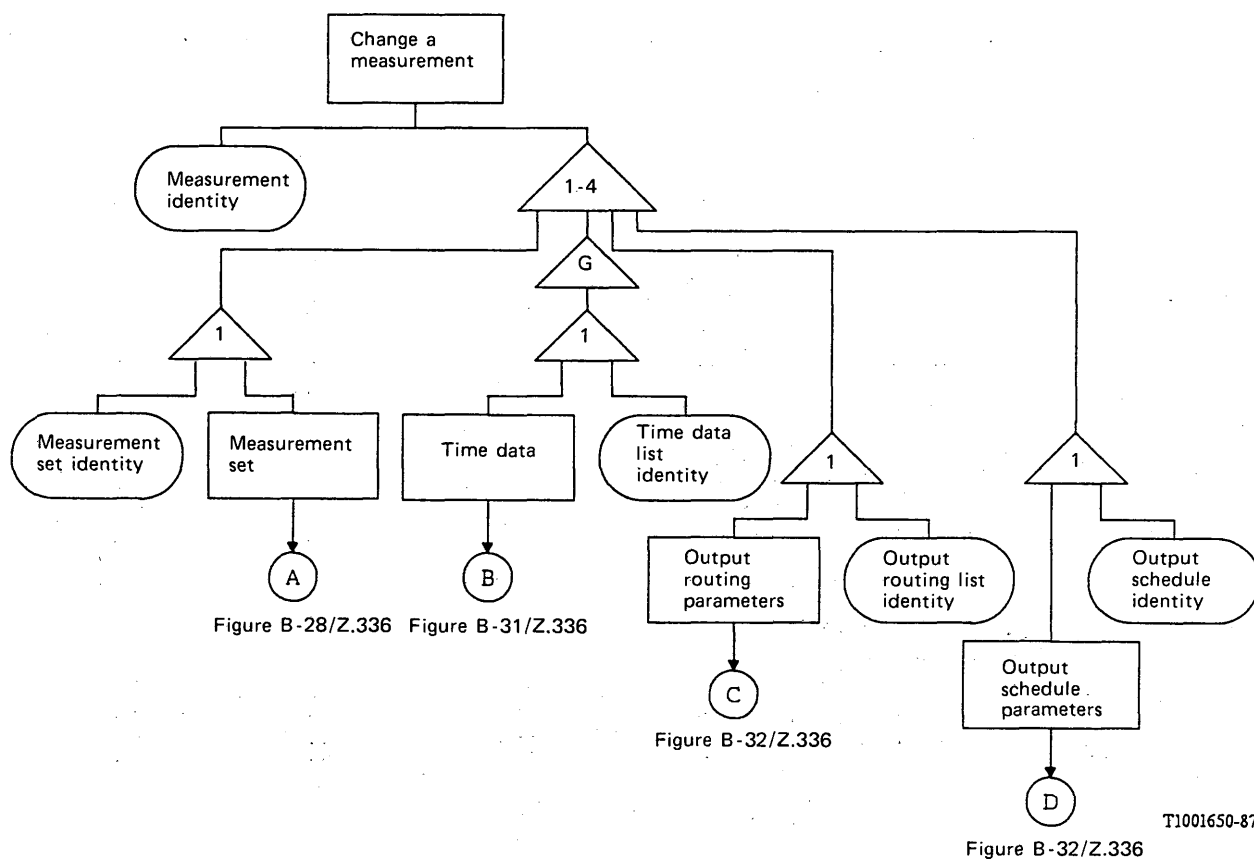 Change a
measurement
Measurement
identity
1-4
G
1
1
Measurement
set identity
Measurement
set
Time data
Time data
list
identity
1
1
A
B
Output
routing
parameters
Output
routing list
identity
Output
schedule
identity
Figure B-28/Z.336
Figure B-31/Z.336
Output
schedule
parameters
C
Figure B-32/Z.336
D
T1001650-87
Figure B-32/Z.336